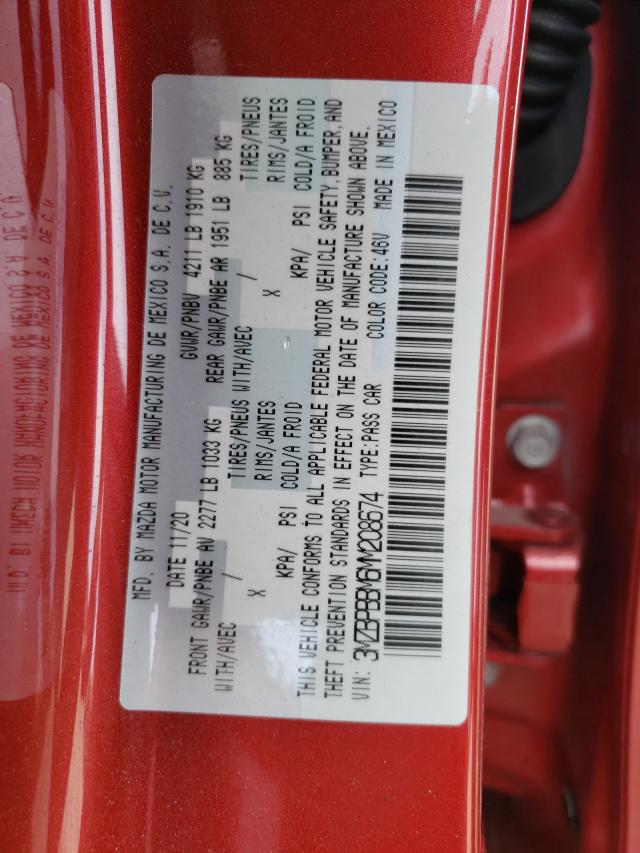 MFD. BY MAZDA MOTOR MANUFACTURING DE MEXICO S.A. DE C.V.
DATE 11/20 GVWR/PNBV 4211 LB 1910 KG
FRONT GAWR/PNBE AV 2277 LB 1033 KG REAR GAWR/PNBE AR 1951 LB 885 KG
WITH/AVEC / TIRES/PNEUS WITH/AVEC / TIRES/PNEUS
X RIMS/JANTES X RIMS/JANTES
KPA/ PSI COLD/A FROID KPA/ PSI COLD/A FROID
THIS VEHICLE CONFORMS TO ALL APPLICABLE FEDERAL MOTOR VEHICLE SAFETY, BUMPER, AND
THEFT PREVENTION STANDARDS IN EFFECT ON THE DATE OF MANUFACTURE SHOWN ABOVE.
VIN: 3MZBPBBM6MM208674 TYPE:PASS CAR COLOR CODE:46V MADE IN MEXICO